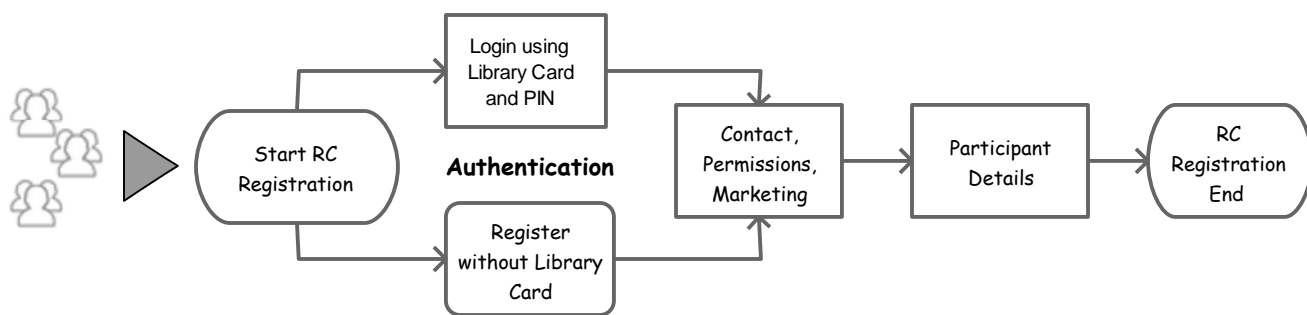 Start RC
Registration
Login using
Library Card
and PIN
Authentication
Register
without Library
Card
Contact,
Permissions,
Marketing
Participant
Details
RC
Registration
End